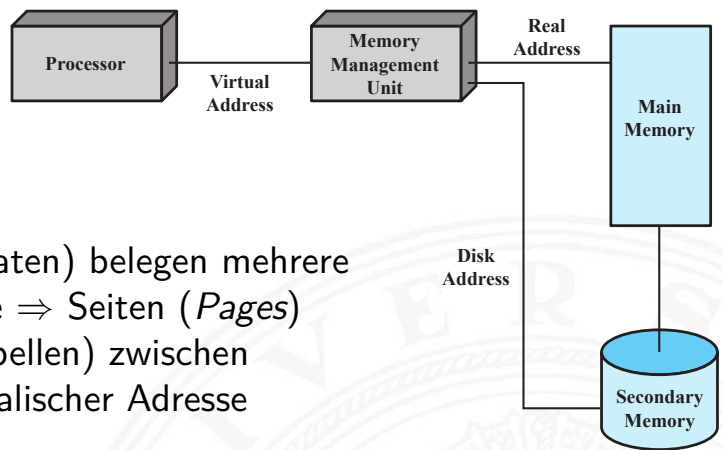 Real
Address
Processor
Memory
Management
Unit
Virtual
Address
Main
Memory
Disk
Address
aten) belegen mehrere
e ⇒ Seiten (Pages)
bellen) zwischen
alischer Adresse
Secondary
Memory
VERS